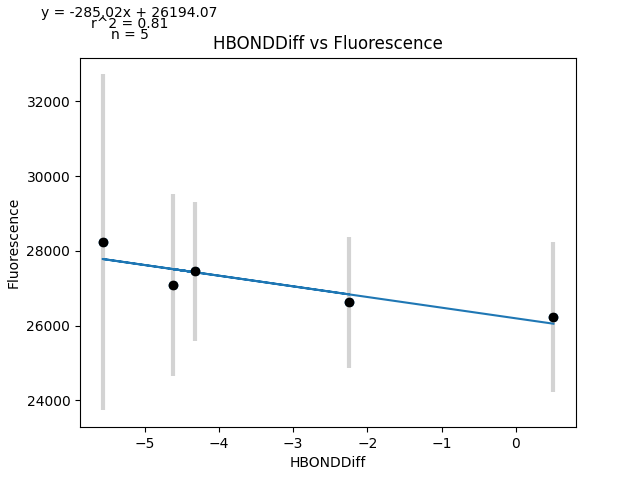 y = -285.02x + 26194.07
r^2 = 0.81
n = 5
HBONDDiff vs Fluorescence
32000
30000
28000
26000
24000
Fluorescence
−5
−4
−3
−2
−1
0
HBONDDiff